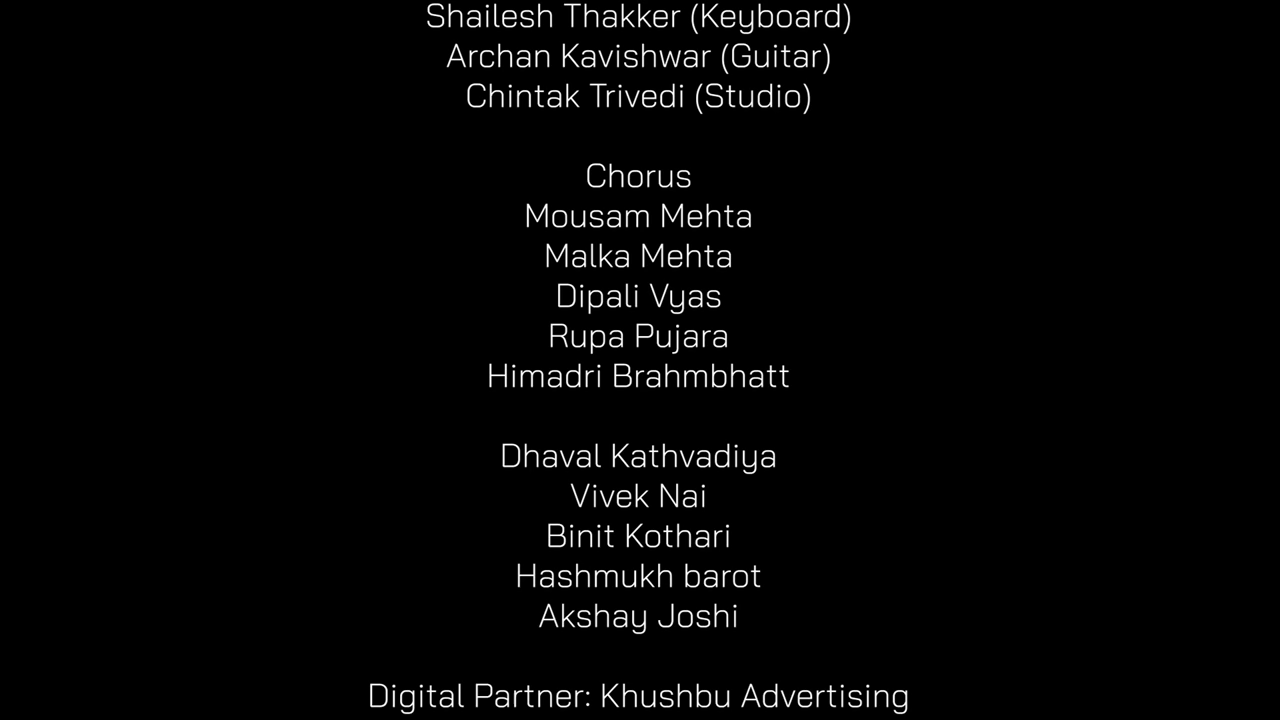 Shailesh Thakker (Keyboard)
Archan Kavishwar (Guitar)
Chintak Trivedi (Studio)
Chorus
Mousam Mehta
Malka Mehta
Dipali Vyas
Rupa Pujara
Himadri Brahmbhatt
Dhaval Kathvadiya
Vivek Nai
Binit Kothari
Hashmukh barot
Akshay Joshi
Digital Partner: Khushbu Advertising